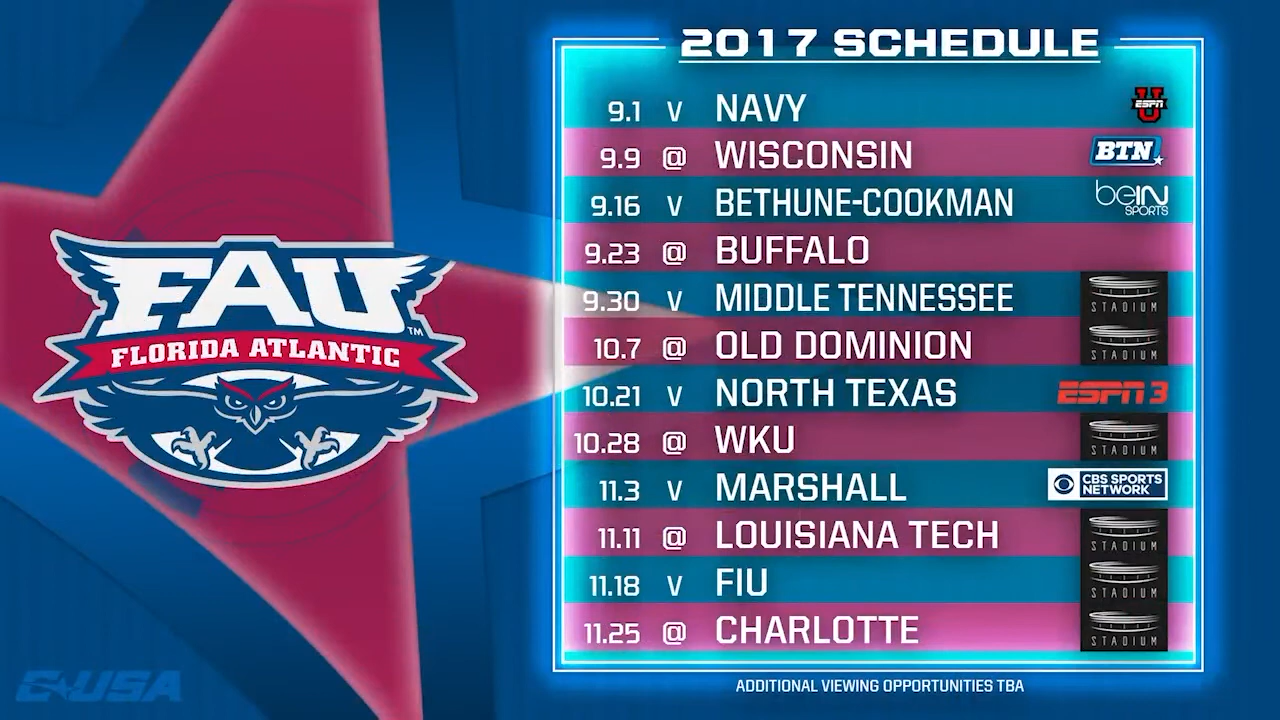 2017 SCHEDULE
9.1 V NAVY ESPN U
9.9 @ WISCONSIN BTN
9.16 V BETHUNE-COOKMAN beIN SPORTS
9.23 @ BUFFALO
9.30 V MIDDLE TENNESSEE STADIUM
10.7 @ OLD DOMINION STADIUM
10.21 V NORTH TEXAS ESPN 3
10.28 @ WKU STADIUM
11.3 V MARSHALL CBS SPORTS NETWORK
11.11 @ LOUISIANA TECH STADIUM
11.18 V FIU STADIUM
11.25 @ CHARLOTTE STADIUM
ADDITIONAL VIEWING OPPORTUNITIES TBA
FAU™
FLORIDA ATLANTIC
C★USA